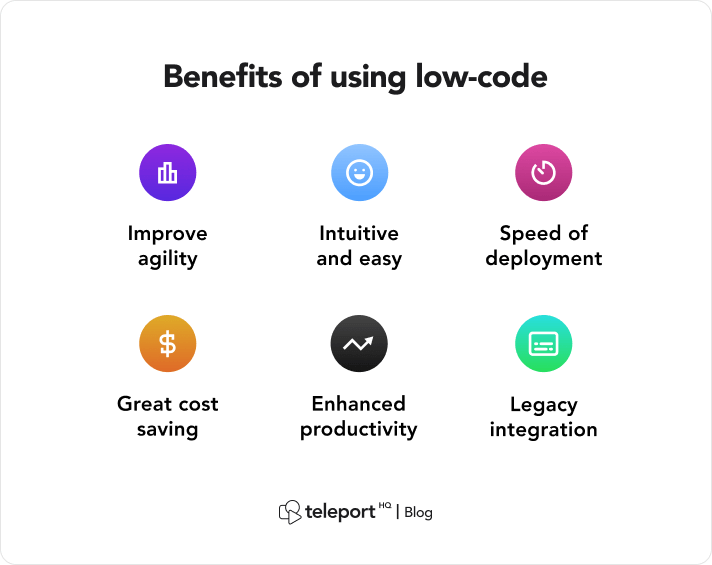 Benefits of using low-code
Improve
agility
Intuitive
and easy
Speed of
deployment
$
Great cost
saving
Enhanced
productivity
Legacy
integration
teleport HQ | Blog